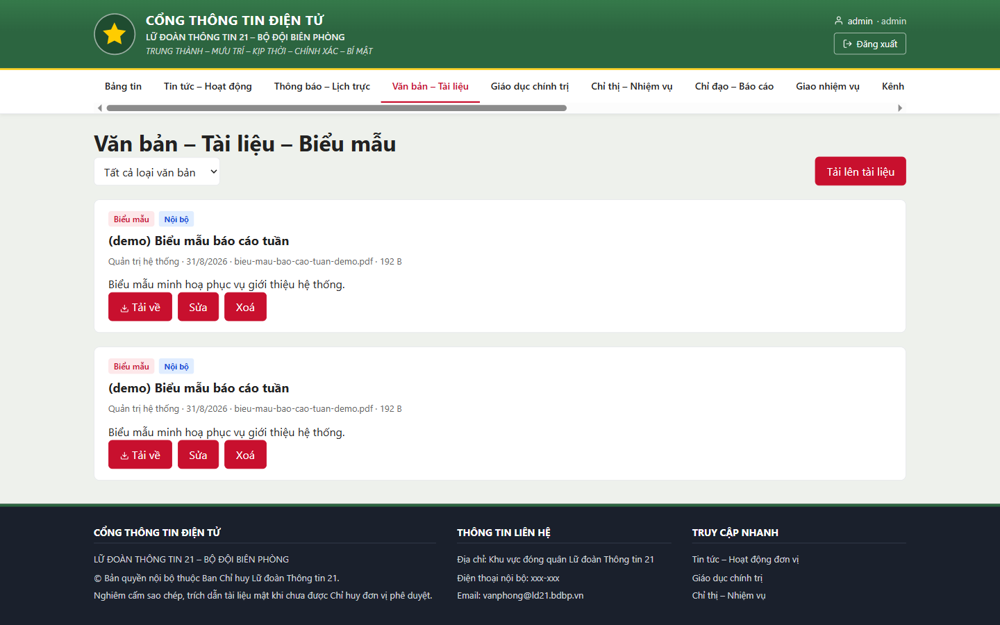 CỔNG THÔNG TIN ĐIỆN TỬ
LỮ ĐOÀN THÔNG TIN 21 – BỘ ĐỘI BIÊN PHÒNG
TRUNG THÀNH – MƯU TRÍ – KỊP THỜI – CHÍNH XÁC – BÍ MẬT
admin · admin
Đăng xuất
Bảng tin Tin tức – Hoạt động Thông báo – Lịch trực Văn bản – Tài liệu Giáo dục chính trị Chỉ thị – Nhiệm vụ Chỉ đạo – Báo cáo Giao nhiệm vụ Kênh
Văn bản – Tài liệu – Biểu mẫu
Tất cả loại văn bản
Tải lên tài liệu
Biểu mẫu Nội bộ
(demo) Biểu mẫu báo cáo tuần
Quản trị hệ thống · 31/8/2026 · bieu-mau-bao-cao-tuan-demo.pdf · 192 B
Biểu mẫu minh hoạ phục vụ giới thiệu hệ thống.
Tải về Sửa Xoá
Biểu mẫu Nội bộ
(demo) Biểu mẫu báo cáo tuần
Quản trị hệ thống · 31/8/2026 · bieu-mau-bao-cao-tuan-demo.pdf · 192 B
Biểu mẫu minh hoạ phục vụ giới thiệu hệ thống.
Tải về Sửa Xoá
CỔNG THÔNG TIN ĐIỆN TỬ
LỮ ĐOÀN THÔNG TIN 21 – BỘ ĐỘI BIÊN PHÒNG
© Bản quyền nội bộ thuộc Ban Chỉ huy Lữ đoàn Thông tin 21.
Nghiêm cấm sao chép, trích dẫn tài liệu mật khi chưa được Chỉ huy đơn vị phê duyệt.
THÔNG TIN LIÊN HỆ
Địa chỉ: Khu vực đóng quân Lữ đoàn Thông tin 21
Điện thoại nội bộ: xxx-xxx
Email: vanphong@ld21.bdbp.vn
TRUY CẬP NHANH
Tin tức – Hoạt động đơn vị
Giáo dục chính trị
Chỉ thị – Nhiệm vụ